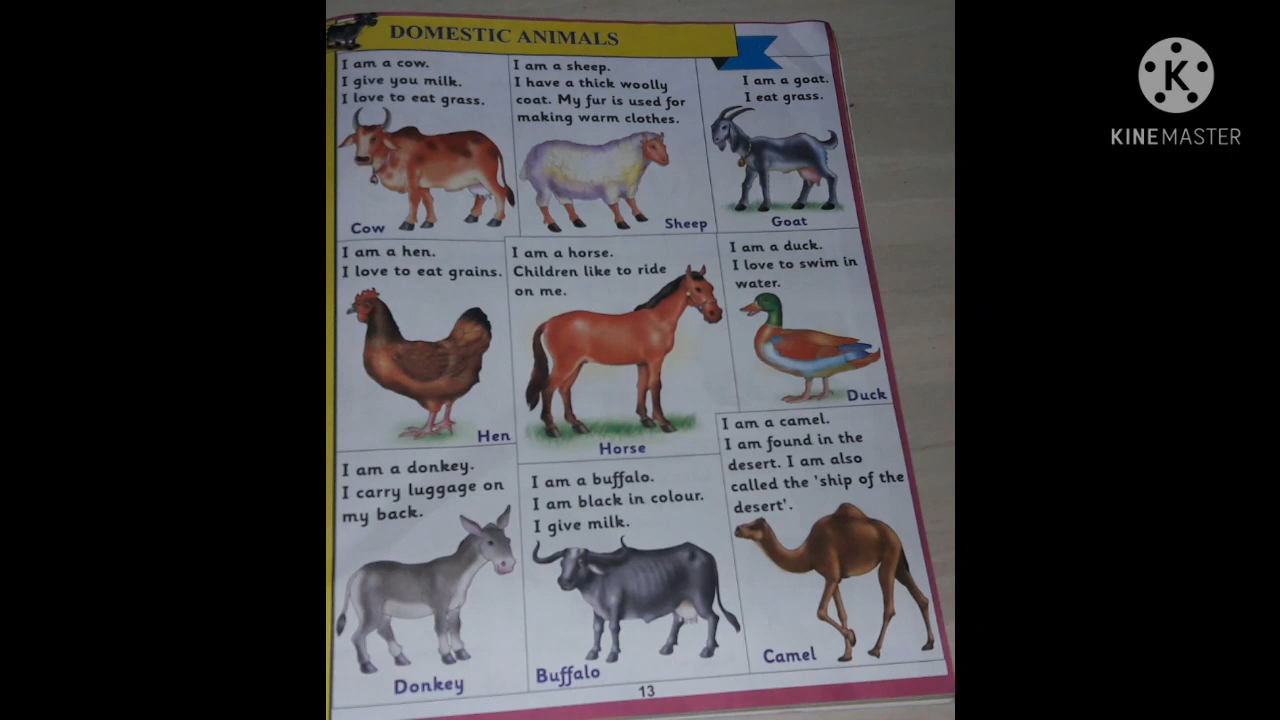 DOMESTIC ANIMALS
I am a cow.
I give you milk.
I love to eat grass.
Cow
I am a sheep.
I have a thick woolly
coat. My fur is used for
making warm clothes.
Sheep
I am a goat.
I eat grass.
Goat
I am a hen.
I love to eat grains.
Hen
I am a horse.
Children like to ride
on me.
Horse
I am a duck.
I love to swim in
water.
Duck
I am a donkey.
I carry luggage on
my back.
Donkey
I am a buffalo.
I am black in colour.
I give milk.
Buffalo
I am a camel.
I am found in the
desert. I am also
called the 'ship of the
desert'.
Camel
13
K
KINEMASTER